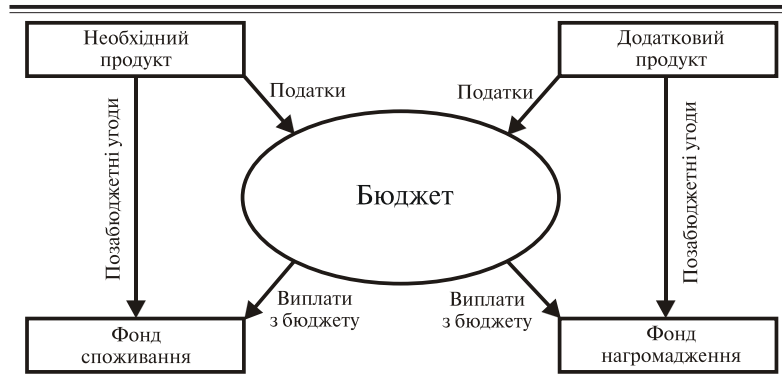 Необхідний
продукт
Додатковий
продукт
Податки
Податки
Позабюджетні угоди
Бюджет
Позабюджетні угоди
Виплати
з бюджету
Виплати
з бюджету
Фонд
споживання
Фонд
нагромадження